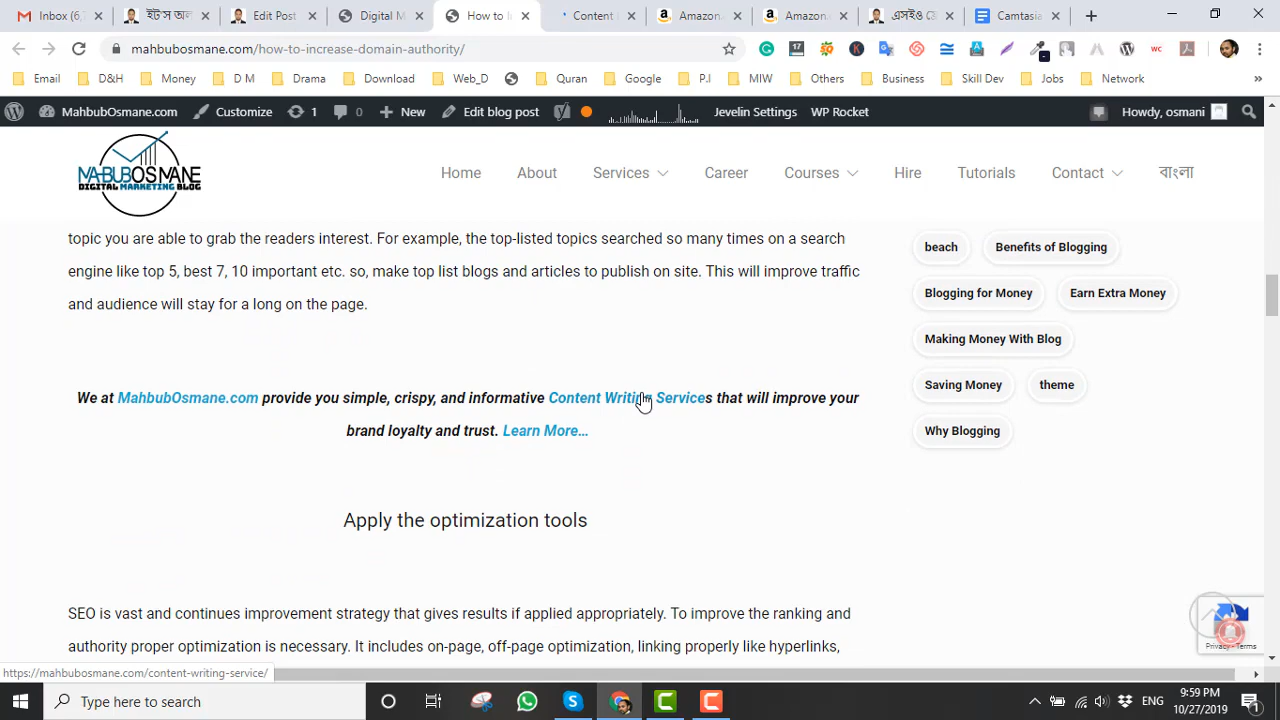 Inbox (6,
ইট স আল
Edit Post
Digital M
How to I
Content
Amazon
Amazon
এসইও কে
Camtasia
mahbubosmane.com/how-to-increase-domain-authority/
Email D&H Money D M Drama Download Web_D Quran Google P.I MIW Others Business Skill Dev Jobs Network »
MahbubOsmane.com Customize 1 0 New Edit blog post Jevelin Settings WP Rocket Howdy, osmani
MAHBUBOSMANE
DIGITAL MARKETING BLOG
Home About Services Career Courses Hire Tutorials Contact বাংলা
topic you are able to grab the readers interest. For example, the top-listed topics searched so many times on a search
engine like top 5, best 7, 10 important etc. so, make top list blogs and articles to publish on site. This will improve traffic
and audience will stay for a long on the page.
beach Benefits of Blogging
Blogging for Money Earn Extra Money
Making Money With Blog
Saving Money theme
Why Blogging
We at MahbubOsmane.com provide you simple, crispy, and informative Content Writing Services that will improve your
brand loyalty and trust. Learn More…
Apply the optimization tools
SEO is vast and continues improvement strategy that gives results if applied appropriately. To improve the ranking and
authority proper optimization is necessary. It includes on-page, off-page optimization, linking properly like hyperlinks,
Privacy - Terms
https://mahbubosmane.com/content-writing-service/
Type here to search
ENG
9:59 PM
10/27/2019
1